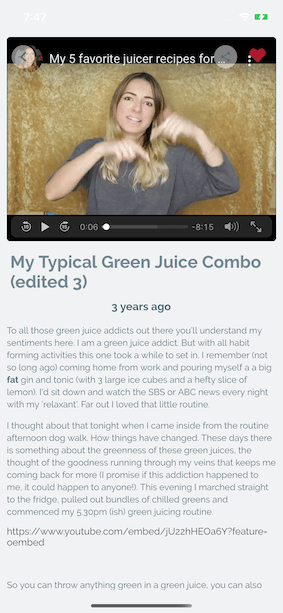 7:47
My 5 favorite juicer recipes for ...
15
15
0:06
-8:15
My Typical Green Juice Combo
(edited 3)
3 years ago
To all those green juice addicts out there you'll understand my
sentiments here. I am a green juice addict. But with all habit
forming activities this one took a while to set in. I remember (not
so long ago) coming home from work and pouring myself a a big
fat gin and tonic (with 3 large ice cubes and a hefty slice of
lemon). I'd sit down and watch the SBS or ABC news every night
with my 'relaxant'. Far out I loved that little routine.
I thought about that tonight when I came inside from the routine
afternoon dog walk. How things have changed. These days there
is something about the greenness of these green juices, the
thought of the goodness running through my veins that keeps me
coming back for more (I promise if this addiction happened to
me, it could happen to anyone!). This evening I marched straight
to the fridge, pulled out bundles of chilled greens and
commenced my 5.30pm (ish) green juicing routine.
https://www.youtube.com/embed/jU22hHEOa6Y?feature=
oembed
So you can throw anything green in a green juice, you can also